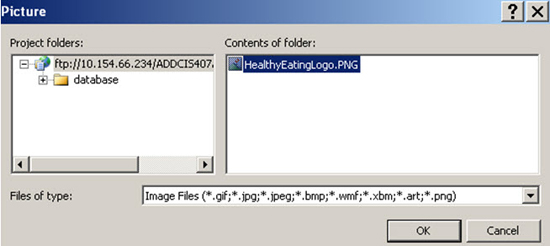 Picture
Project folders:
Contents of folder:
ftp://10.154.66.234/ADDCIS407.
database
HealthyEatingLogo.PNG
Files of type:
Image Files (*.gif;*.jpg;*.jpeg;*.bmp;*.wmf;*.xbm;*.art;*.png)
OK
Cancel